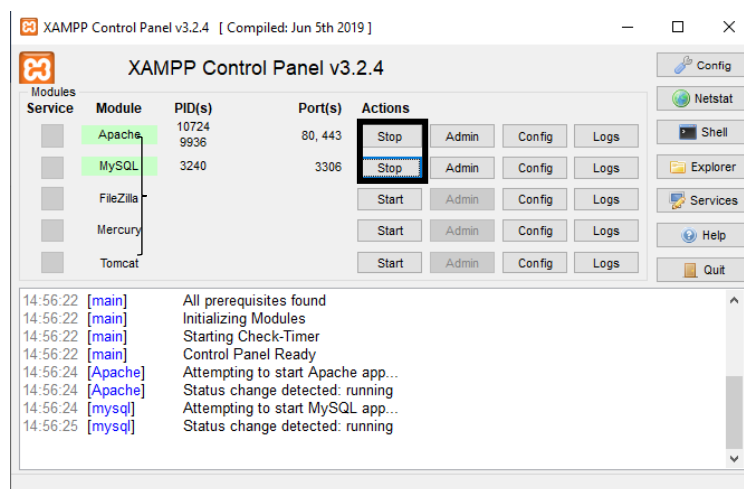 XAMPP Control Panel v3.2.4 [ Compiled: Jun 5th 2019 ]
XAMPP Control Panel v3.2.4
Config
Modules
Service Module PID(s) Port(s) Actions
Netstat
Apache 10724 9936 80, 443 Stop Admin Config Logs
Shell
MySQL 3240 3306 Stop Admin Config Logs
Explorer
FileZilla Start Admin Config Logs
Services
Mercury Start Admin Config Logs
Help
Tomcat Start Admin Config Logs
Quit
14:56:22 [main] All prerequisites found
14:56:22 [main] Initializing Modules
14:56:22 [main] Starting Check-Timer
14:56:22 [main] Control Panel Ready
14:56:24 [Apache] Attempting to start Apache app...
14:56:24 [Apache] Status change detected: running
14:56:24 [mysql] Attempting to start MySQL app...
14:56:25 [mysql] Status change detected: running